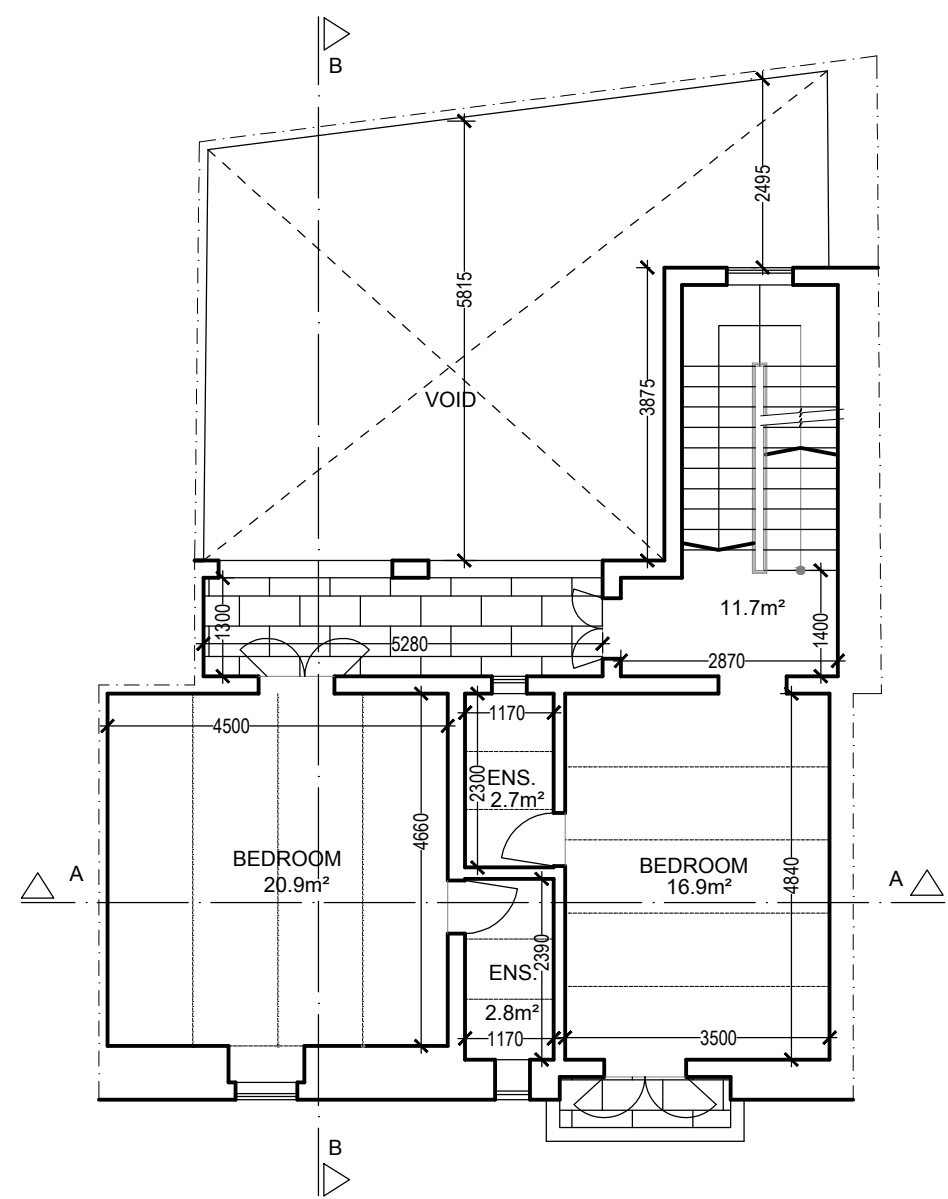 B
2495
5815
3875
VOID
1300
5280
11.7m²
1400
2870
4500
1170
2300
ENS.
2.7m²
4660
BEDROOM
20.9m²
BEDROOM
16.9m²
4840
A
A
2390
ENS.
2.8m²
1170
3500
B